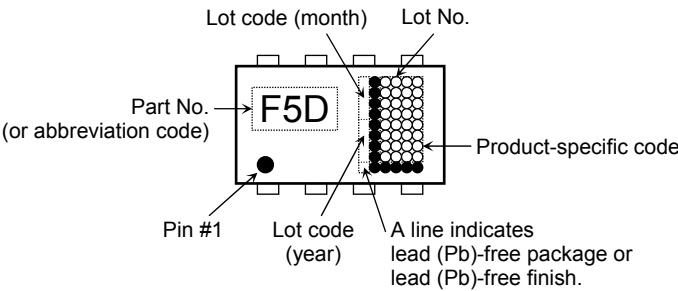 Lot code (month)
Lot No.
Part No.
(or abbreviation code)
F5D
Product-specific code
Pin #1
Lot code
(year)
A line indicates
lead (Pb)-free package or
lead (Pb)-free finish.